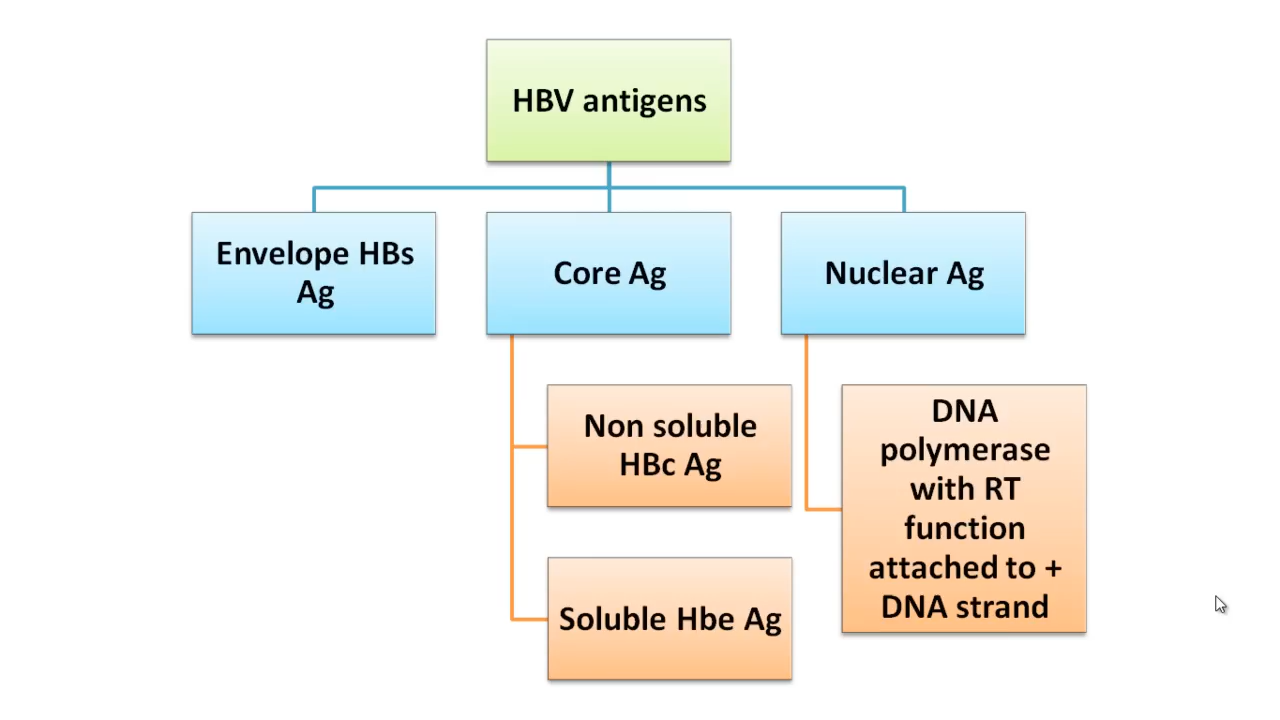 HBV antigens
Envelope HBs
Ag
Core Ag
Nuclear Ag
Non soluble
HBc Ag
Soluble Hbe Ag
DNA
polymerase
with RT
function
attached to +
DNA strand